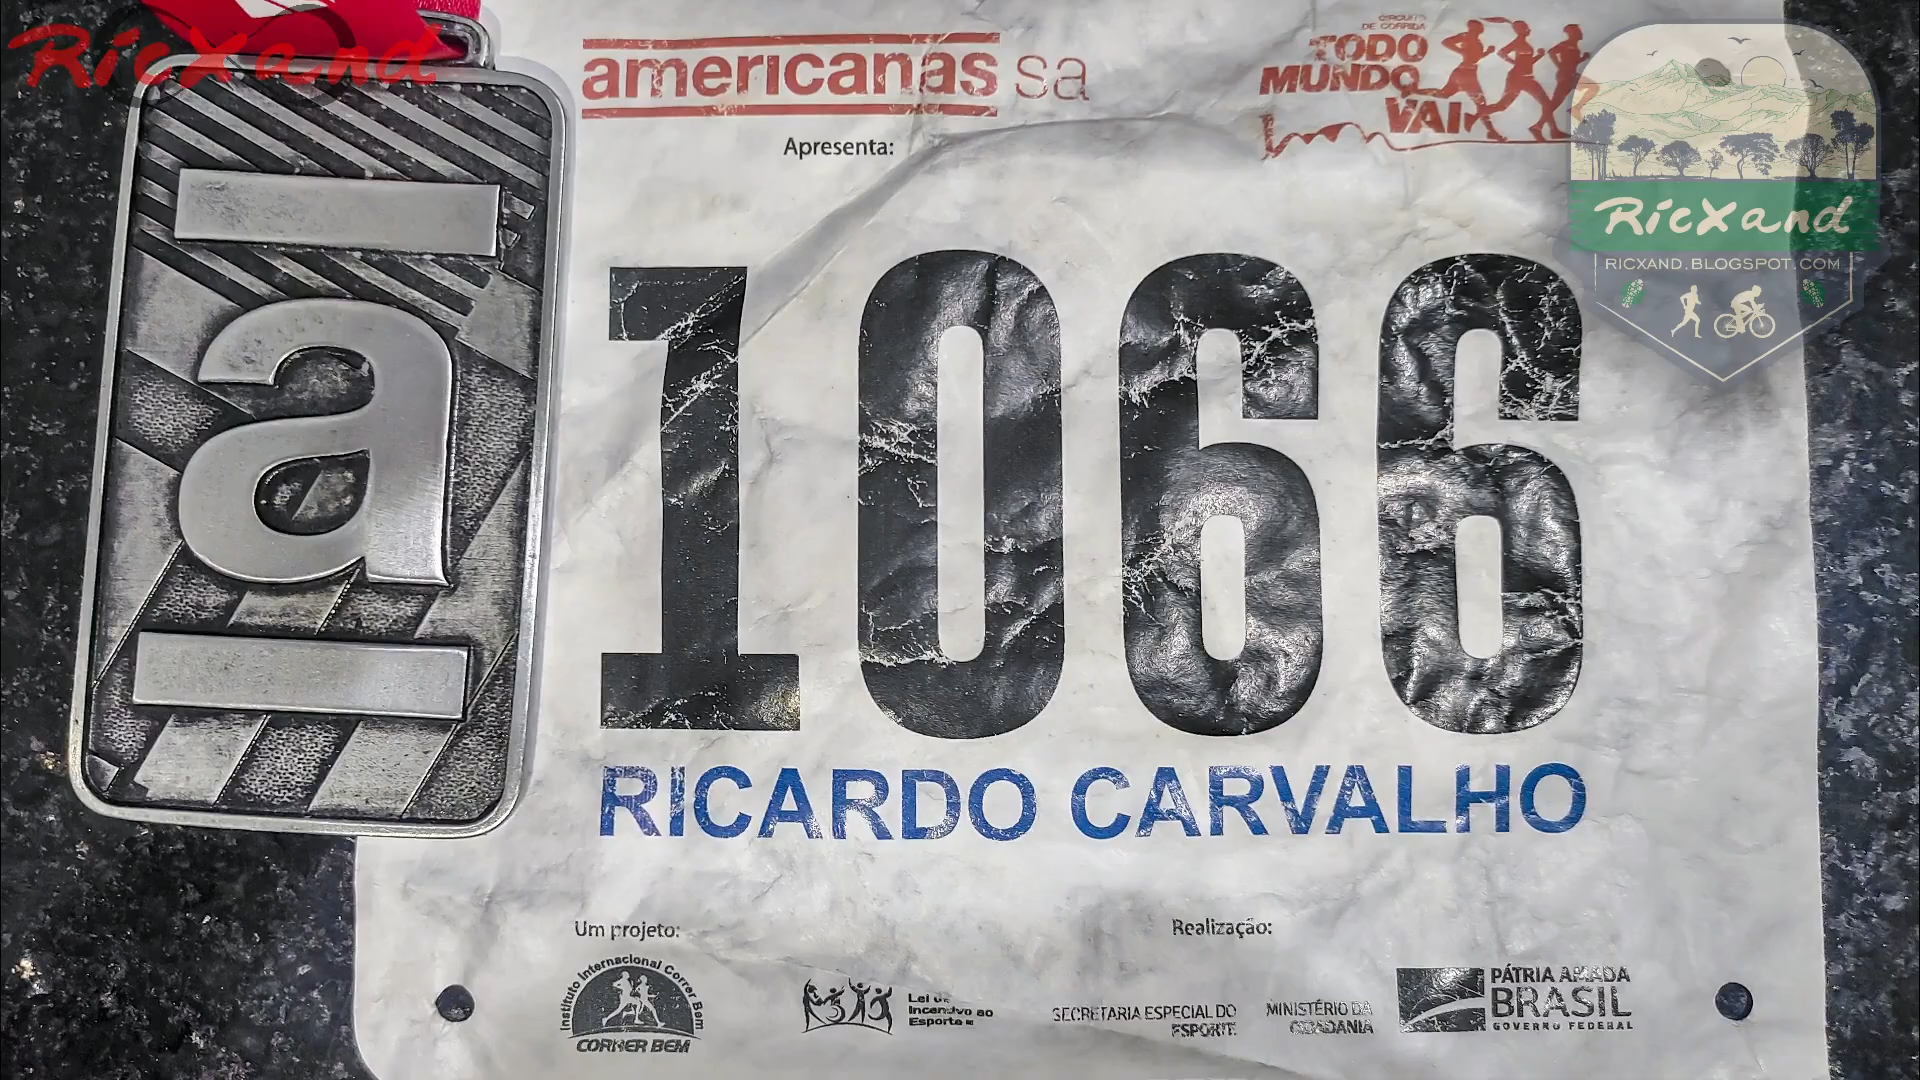 RicXand
americanas sa
Apresenta:
CIRCUITO
DE CORRIDA
TODO
MUNDO
VAI
RicXand
RICXAND.BLOGSPOT.COM
a
1066
RICARDO CARVALHO
Um projeto:
Realização:
Instituto Internacional Correr Bem
CORRER BEM
Lei de
Incentivo ao
Esporte
SECRETARIA ESPECIAL DO
ESPORTE
MINISTÉRIO DA
CIDADANIA
PÁTRIA AMADA
BRASIL
GOVERNO FEDERAL